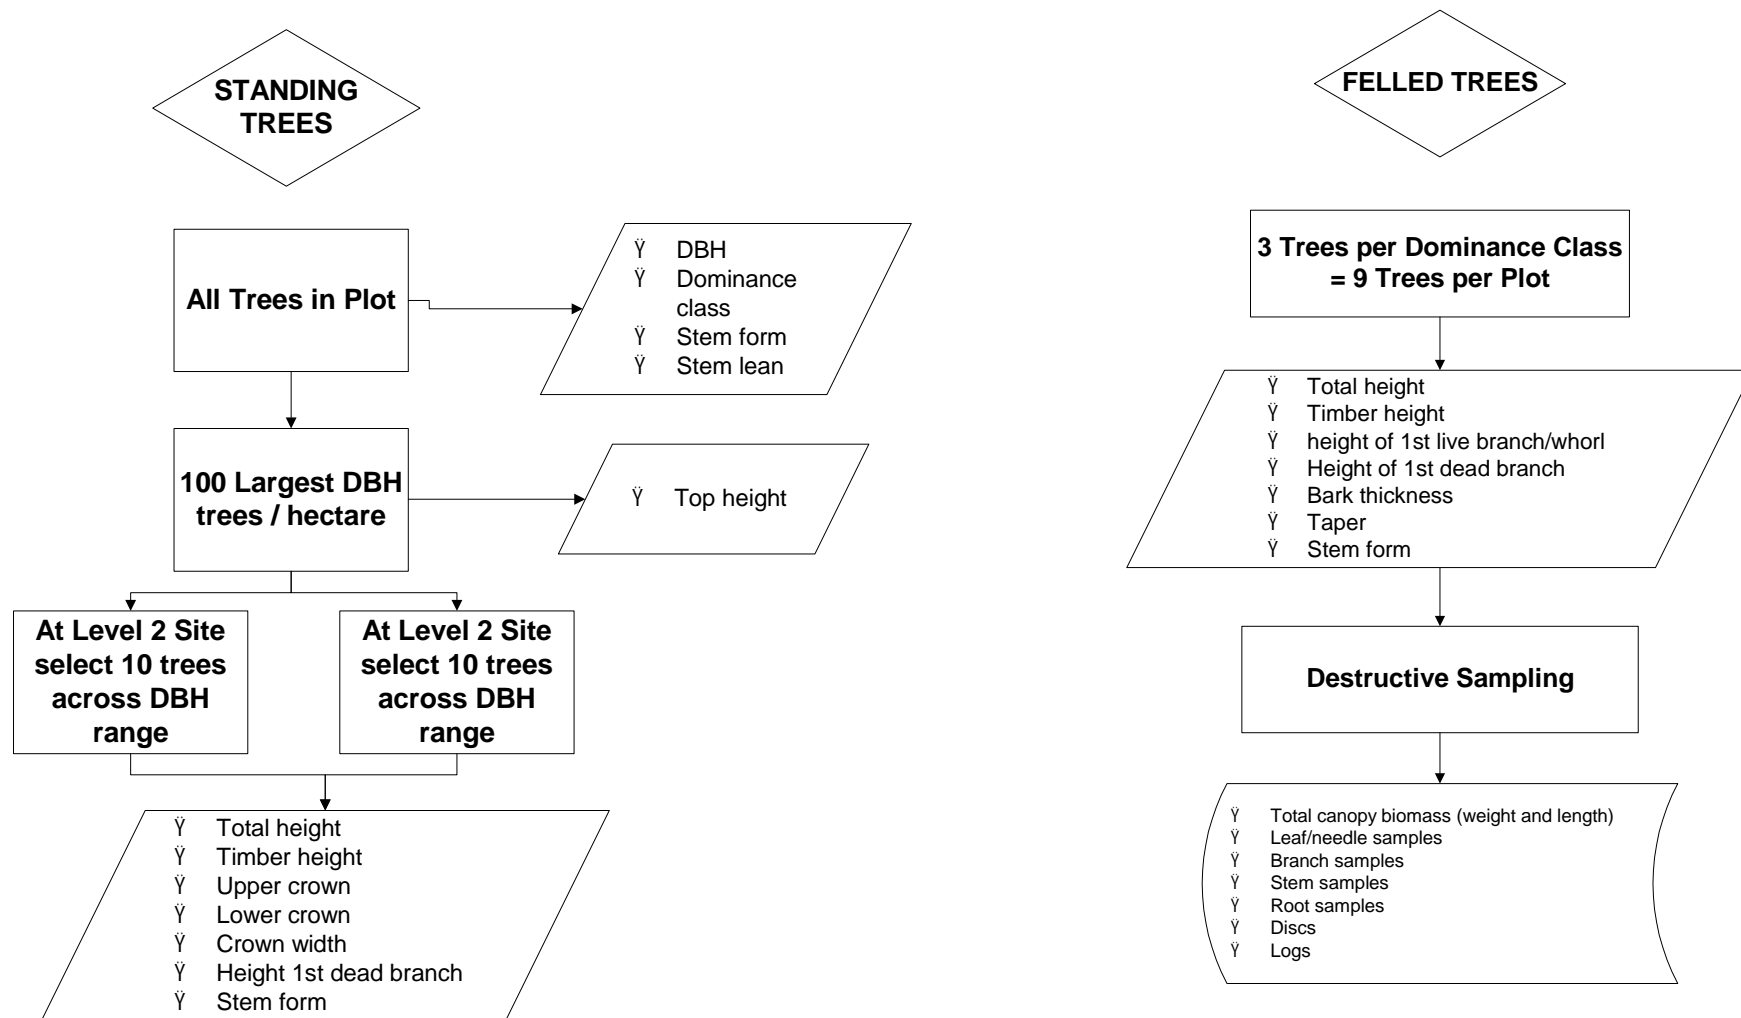 STANDING
TREES
All Trees in Plot
Ÿ DBH
Ÿ Dominance
class
Ÿ Stem form
Ÿ Stem lean
100 Largest DBH
trees / hectare
Ÿ Top height
At Level 2 Site
select 10 trees
across DBH
range
At Level 2 Site
select 10 trees
across DBH
range
Ÿ Total height
Ÿ Timber height
Ÿ Upper crown
Ÿ Lower crown
Ÿ Crown width
Ÿ Height 1st dead branch
Ÿ Stem form
FELLED TREES
3 Trees per Dominance Class
= 9 Trees per Plot
Ÿ Total height
Ÿ Timber height
Ÿ height of 1st live branch/whorl
Ÿ Height of 1st dead branch
Ÿ Bark thickness
Ÿ Taper
Ÿ Stem form
Destructive Sampling
Ÿ Total canopy biomass (weight and length)
Ÿ Leaf/needle samples
Ÿ Branch samples
Ÿ Stem samples
Ÿ Root samples
Ÿ Discs
Ÿ Logs